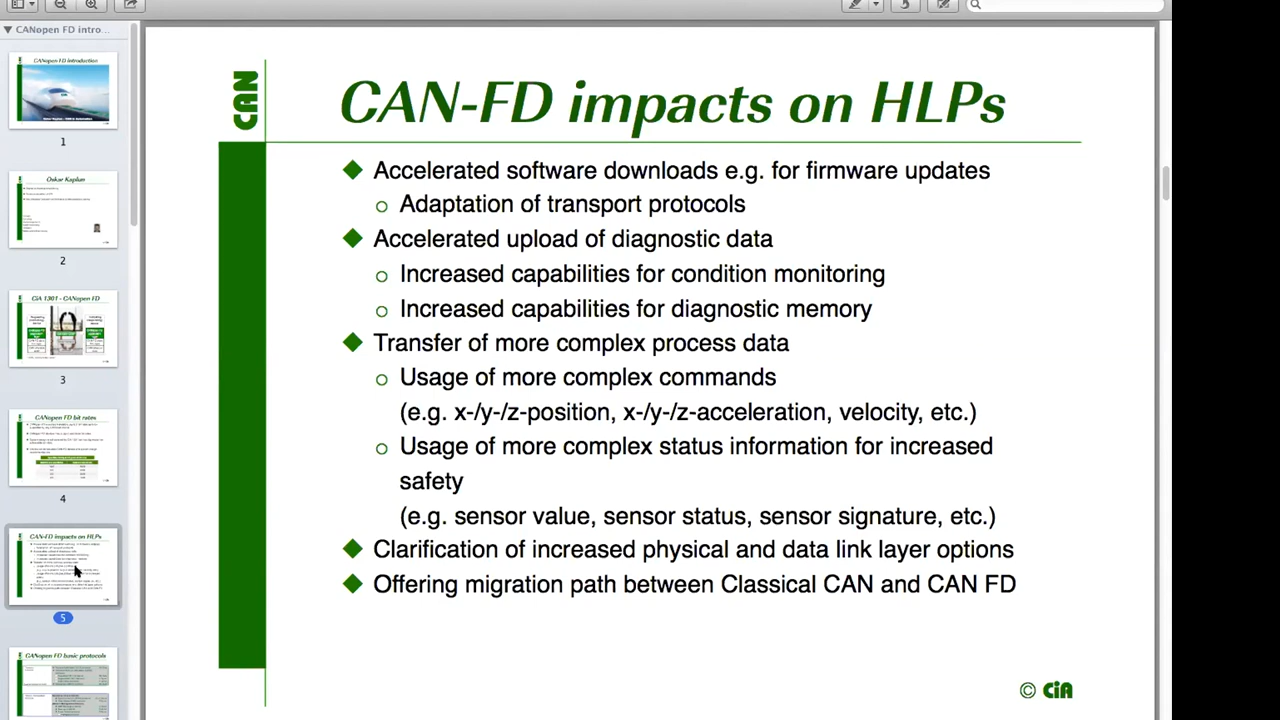 CANopen FD intro...
CANopen FD introduction
1
Oskar Kaplun
2
CiA 1301 - CANopen FD
3
CANopen FD bit rates
4
CAN-FD impacts on HLPs
5
CANopen FD basic protocols
CAN
CAN-FD impacts on HLPs
Accelerated software downloads e.g. for firmware updates
Adaptation of transport protocols
Accelerated upload of diagnostic data
Increased capabilities for condition monitoring
Increased capabilities for diagnostic memory
Transfer of more complex process data
Usage of more complex commands
(e.g. x-/y-/z-position, x-/y-/z-acceleration, velocity, etc.)
Usage of more complex status information for increased
safety
(e.g. sensor value, sensor status, sensor signature, etc.)
Clarification of increased physical and data link layer options
Offering migration path between Classical CAN and CAN FD
© CiA